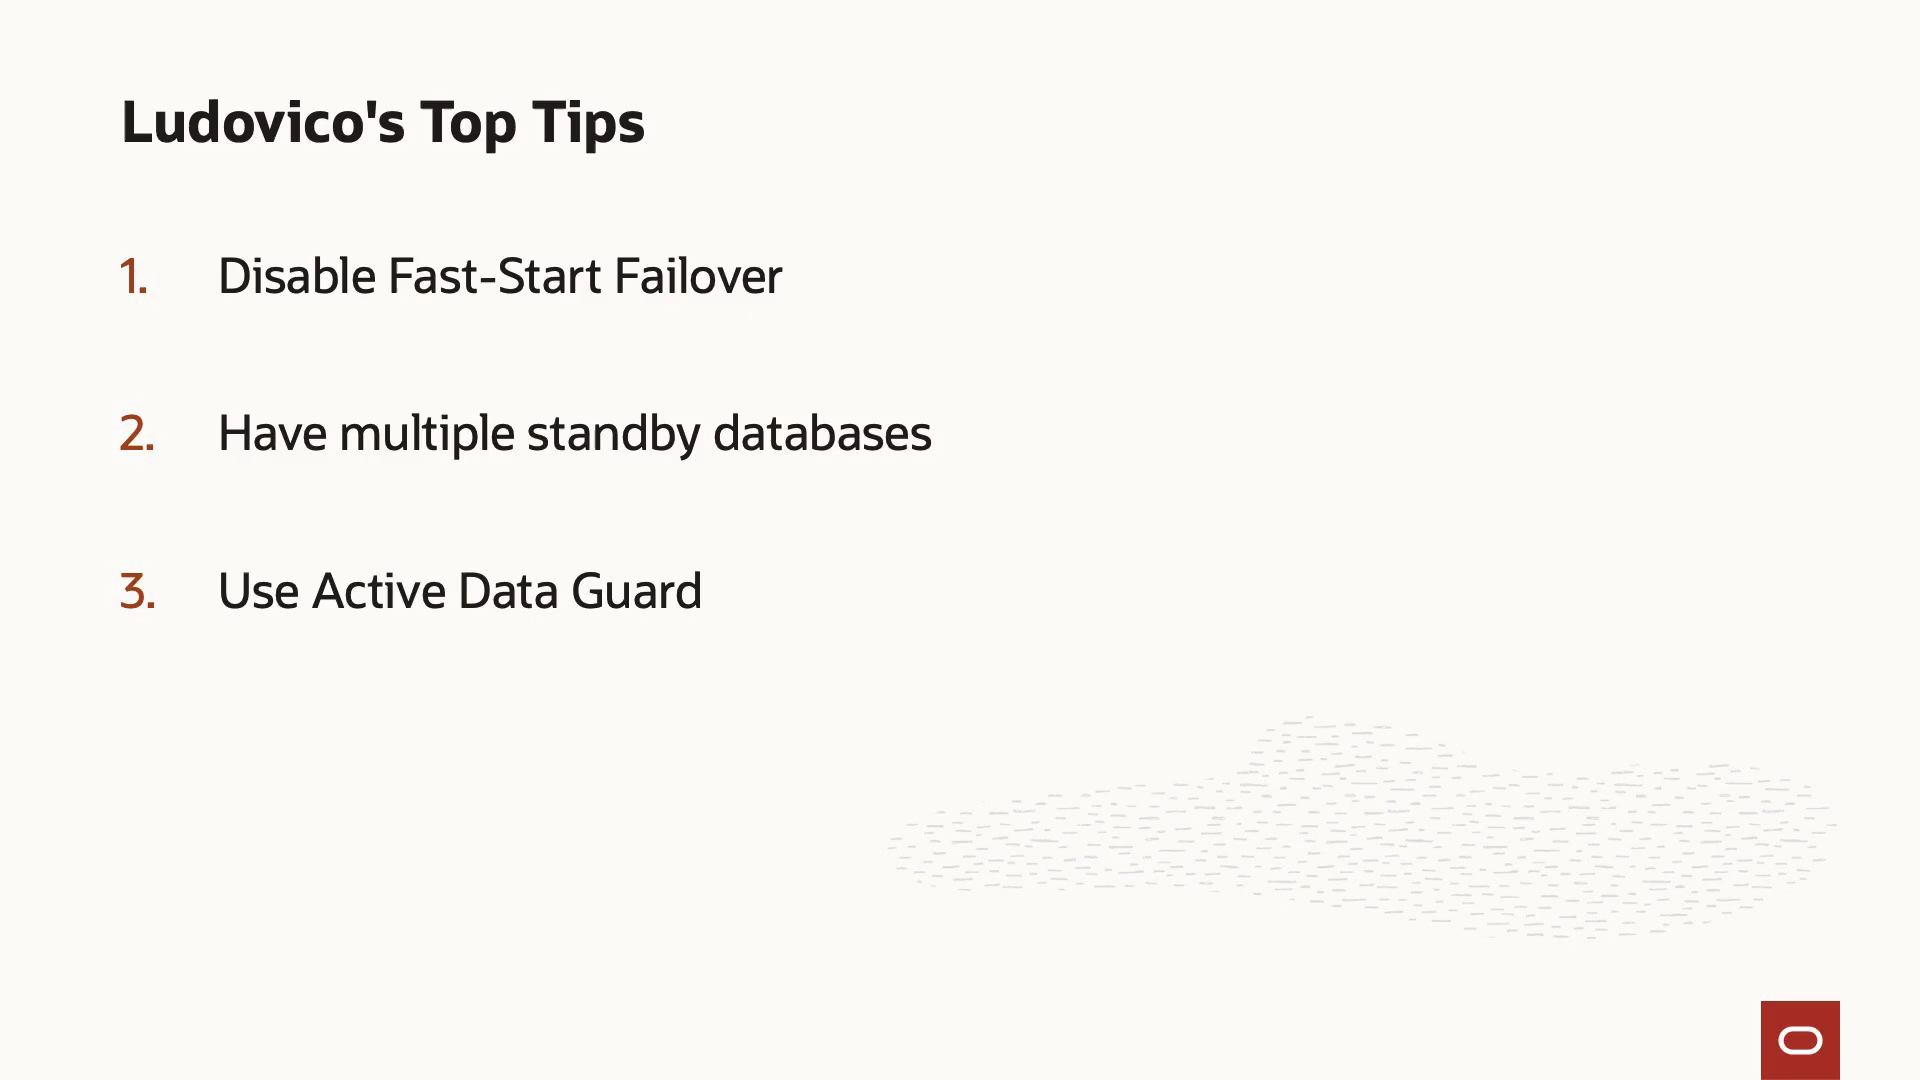 Ludovico's Top Tips
1. Disable Fast-Start Failover
2. Have multiple standby databases
3. Use Active Data Guard